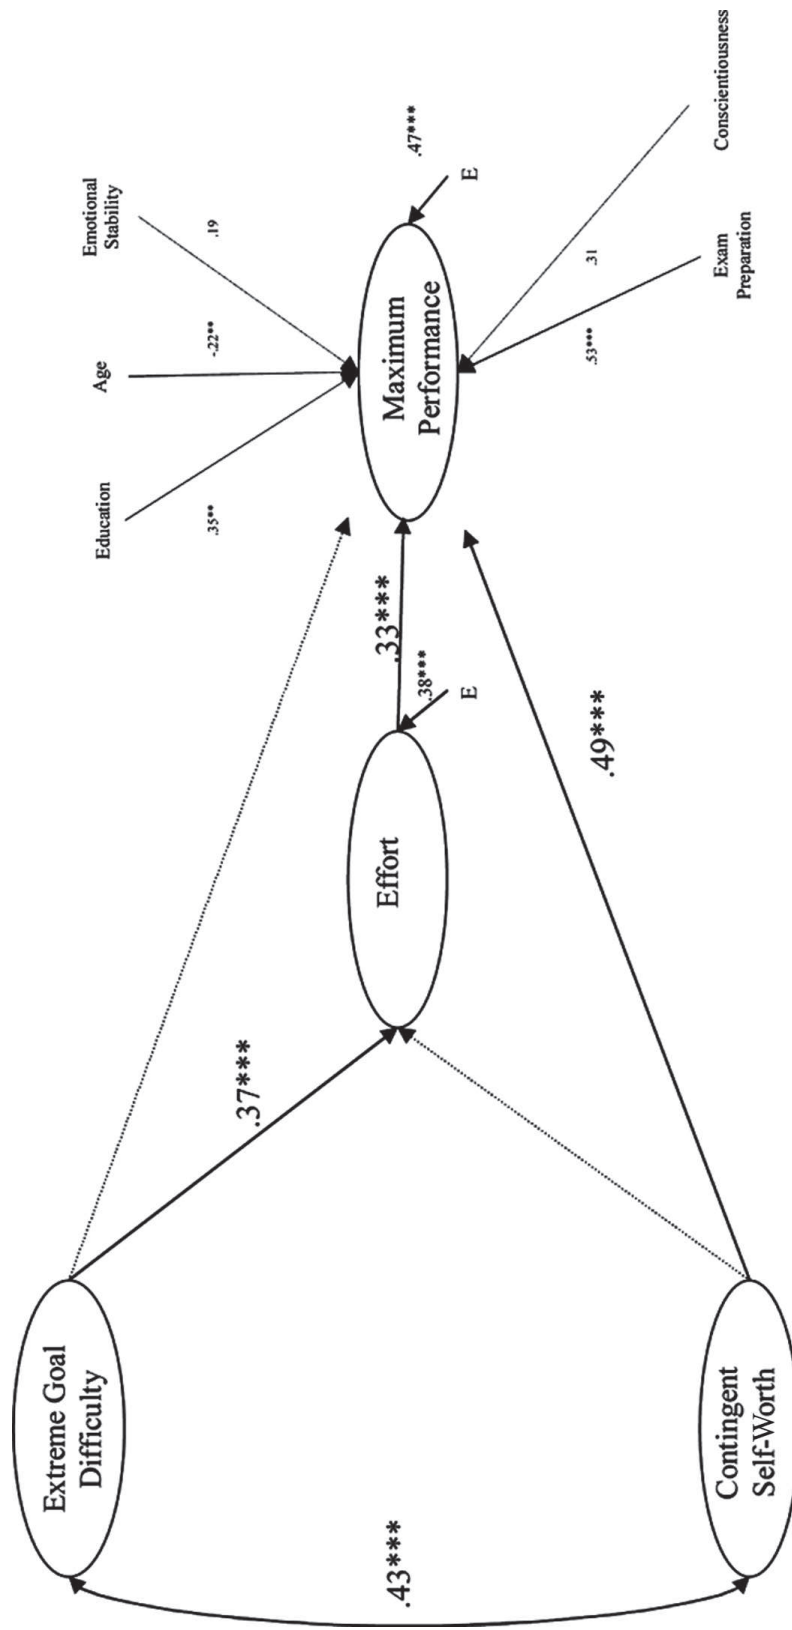 Extreme Goal
Difficulty
.43***
Contingent
Self-Worth
.37***
Effort
.38***
E
.33***
.49***
Education
Age
Emotional
Stability
.35**
-.22**
.19
Maximum
Performance
.47***
E
.53***
.31
Exam
Preparation
Conscientiousness